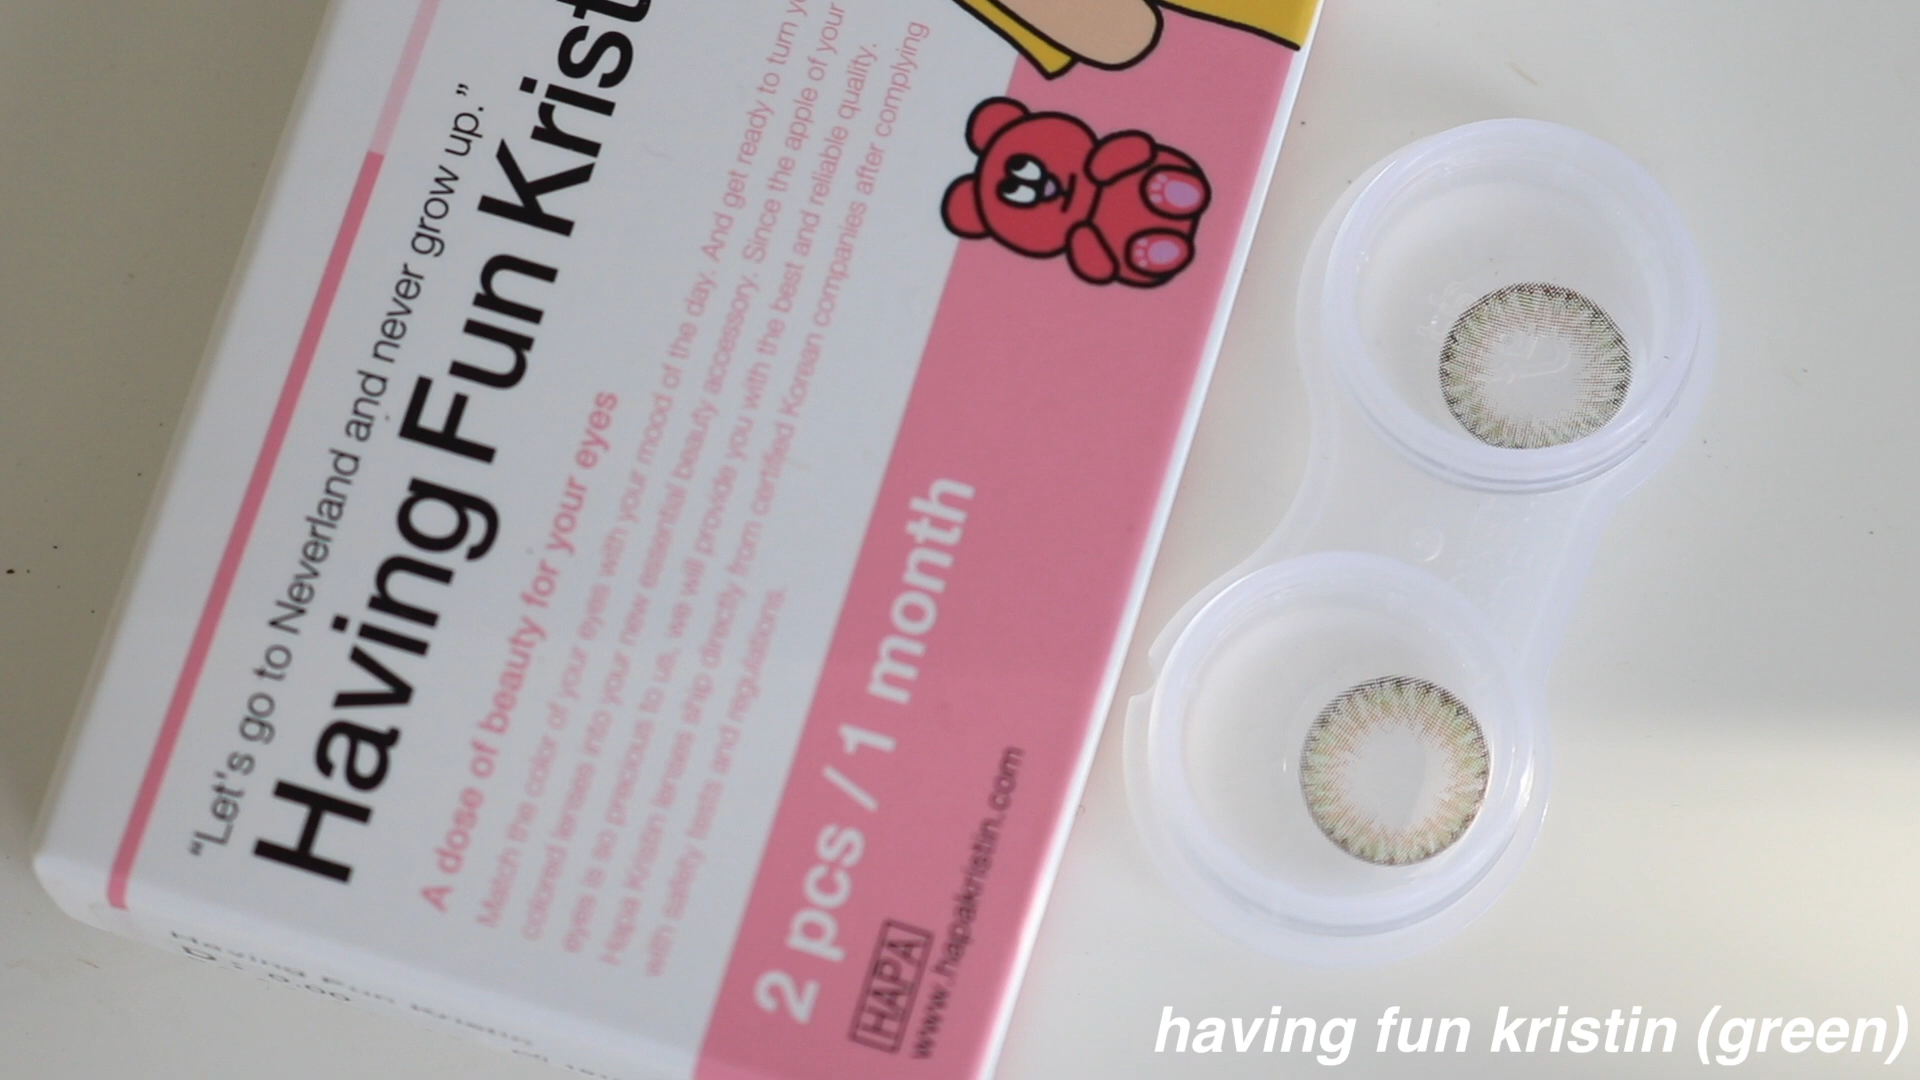 “Let's go to Neverland and never grow up.”
Having Fun Krist
A dose of beauty for your eyes
Match the color of your eyes with your mood of the day. And get ready to turn
colored lenses into your new essential beauty accessory. Since the apple of your
eyes is so precious to us, we will provide you with the best and reliable quality.
Hapa Kristin lenses ship directly from certified Korean companies after complying
with safety tests and regulations.
2 pcs / 1 month
HAPA
www.hapakristin.com
Having Fun Kristin
having fun kristin (green)